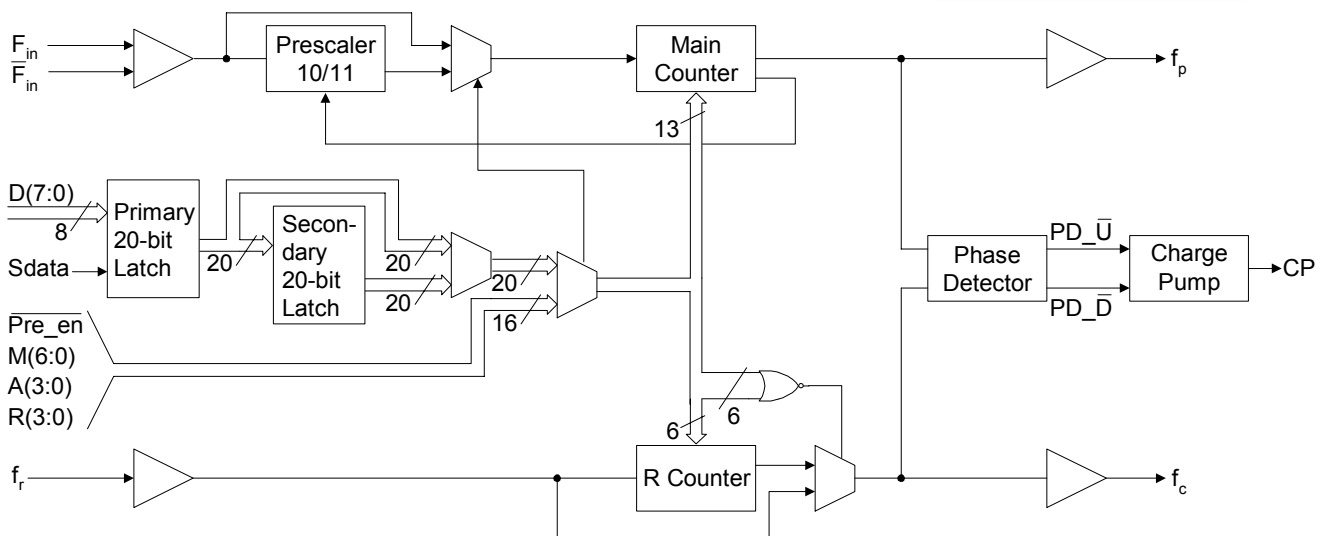 F_in
F̅_in
Prescaler
10/11
Main
Counter
f_p
13
D(7:0)
8
Sdata
Primary
20-bit
Latch
20
Secon-
dary
20-bit
Latch
20
20
20
16
P̅r̅e̅_̅e̅n̅
M(6:0)
A(3:0)
R(3:0)
Phase
Detector
PD_U̅
PD_D̅
Charge
Pump
CP
6
6
f_r
R Counter
f_c